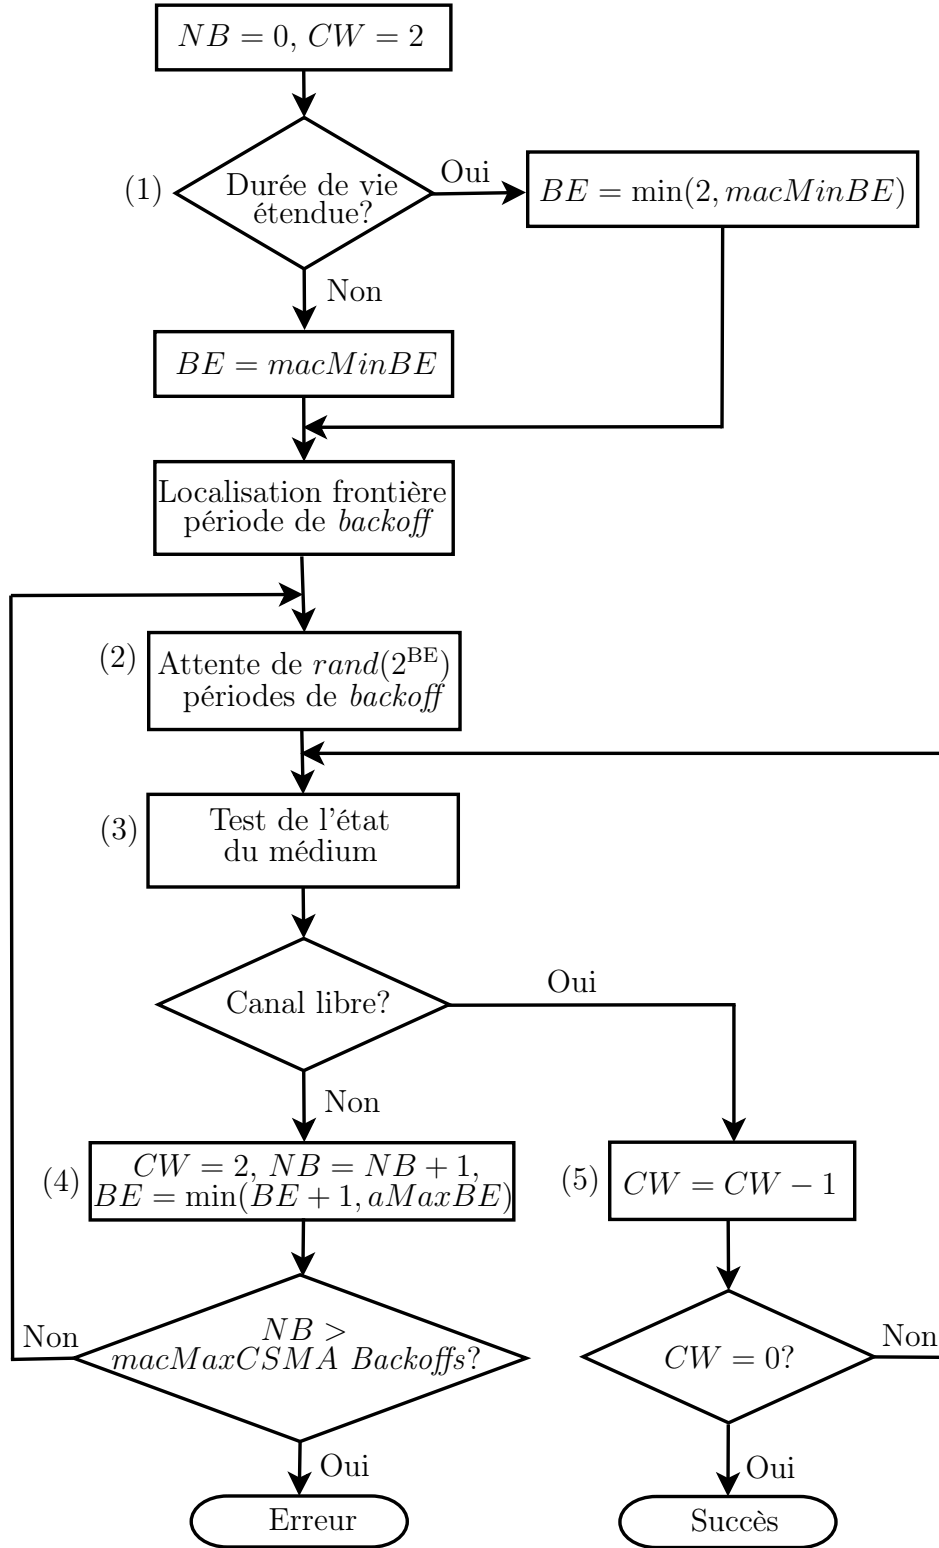 NB = 0, CW = 2
(1)
Durée de vie
étendue?
Oui
BE = min(2, macMinBE)
Non
BE = macMinBE
Localisation frontière
période de backoff
(2)
Attente de rand(2^BE)
périodes de backoff
(3)
Test de l'état
du médium
Canal libre?
Oui
Non
(4)
CW = 2, NB = NB + 1,
BE = min(BE + 1, aMaxBE)
(5)
CW = CW − 1
Non
NB >
macMaxCSMA Backoffs?
CW = 0?
Non
Oui
Oui
Erreur
Succès